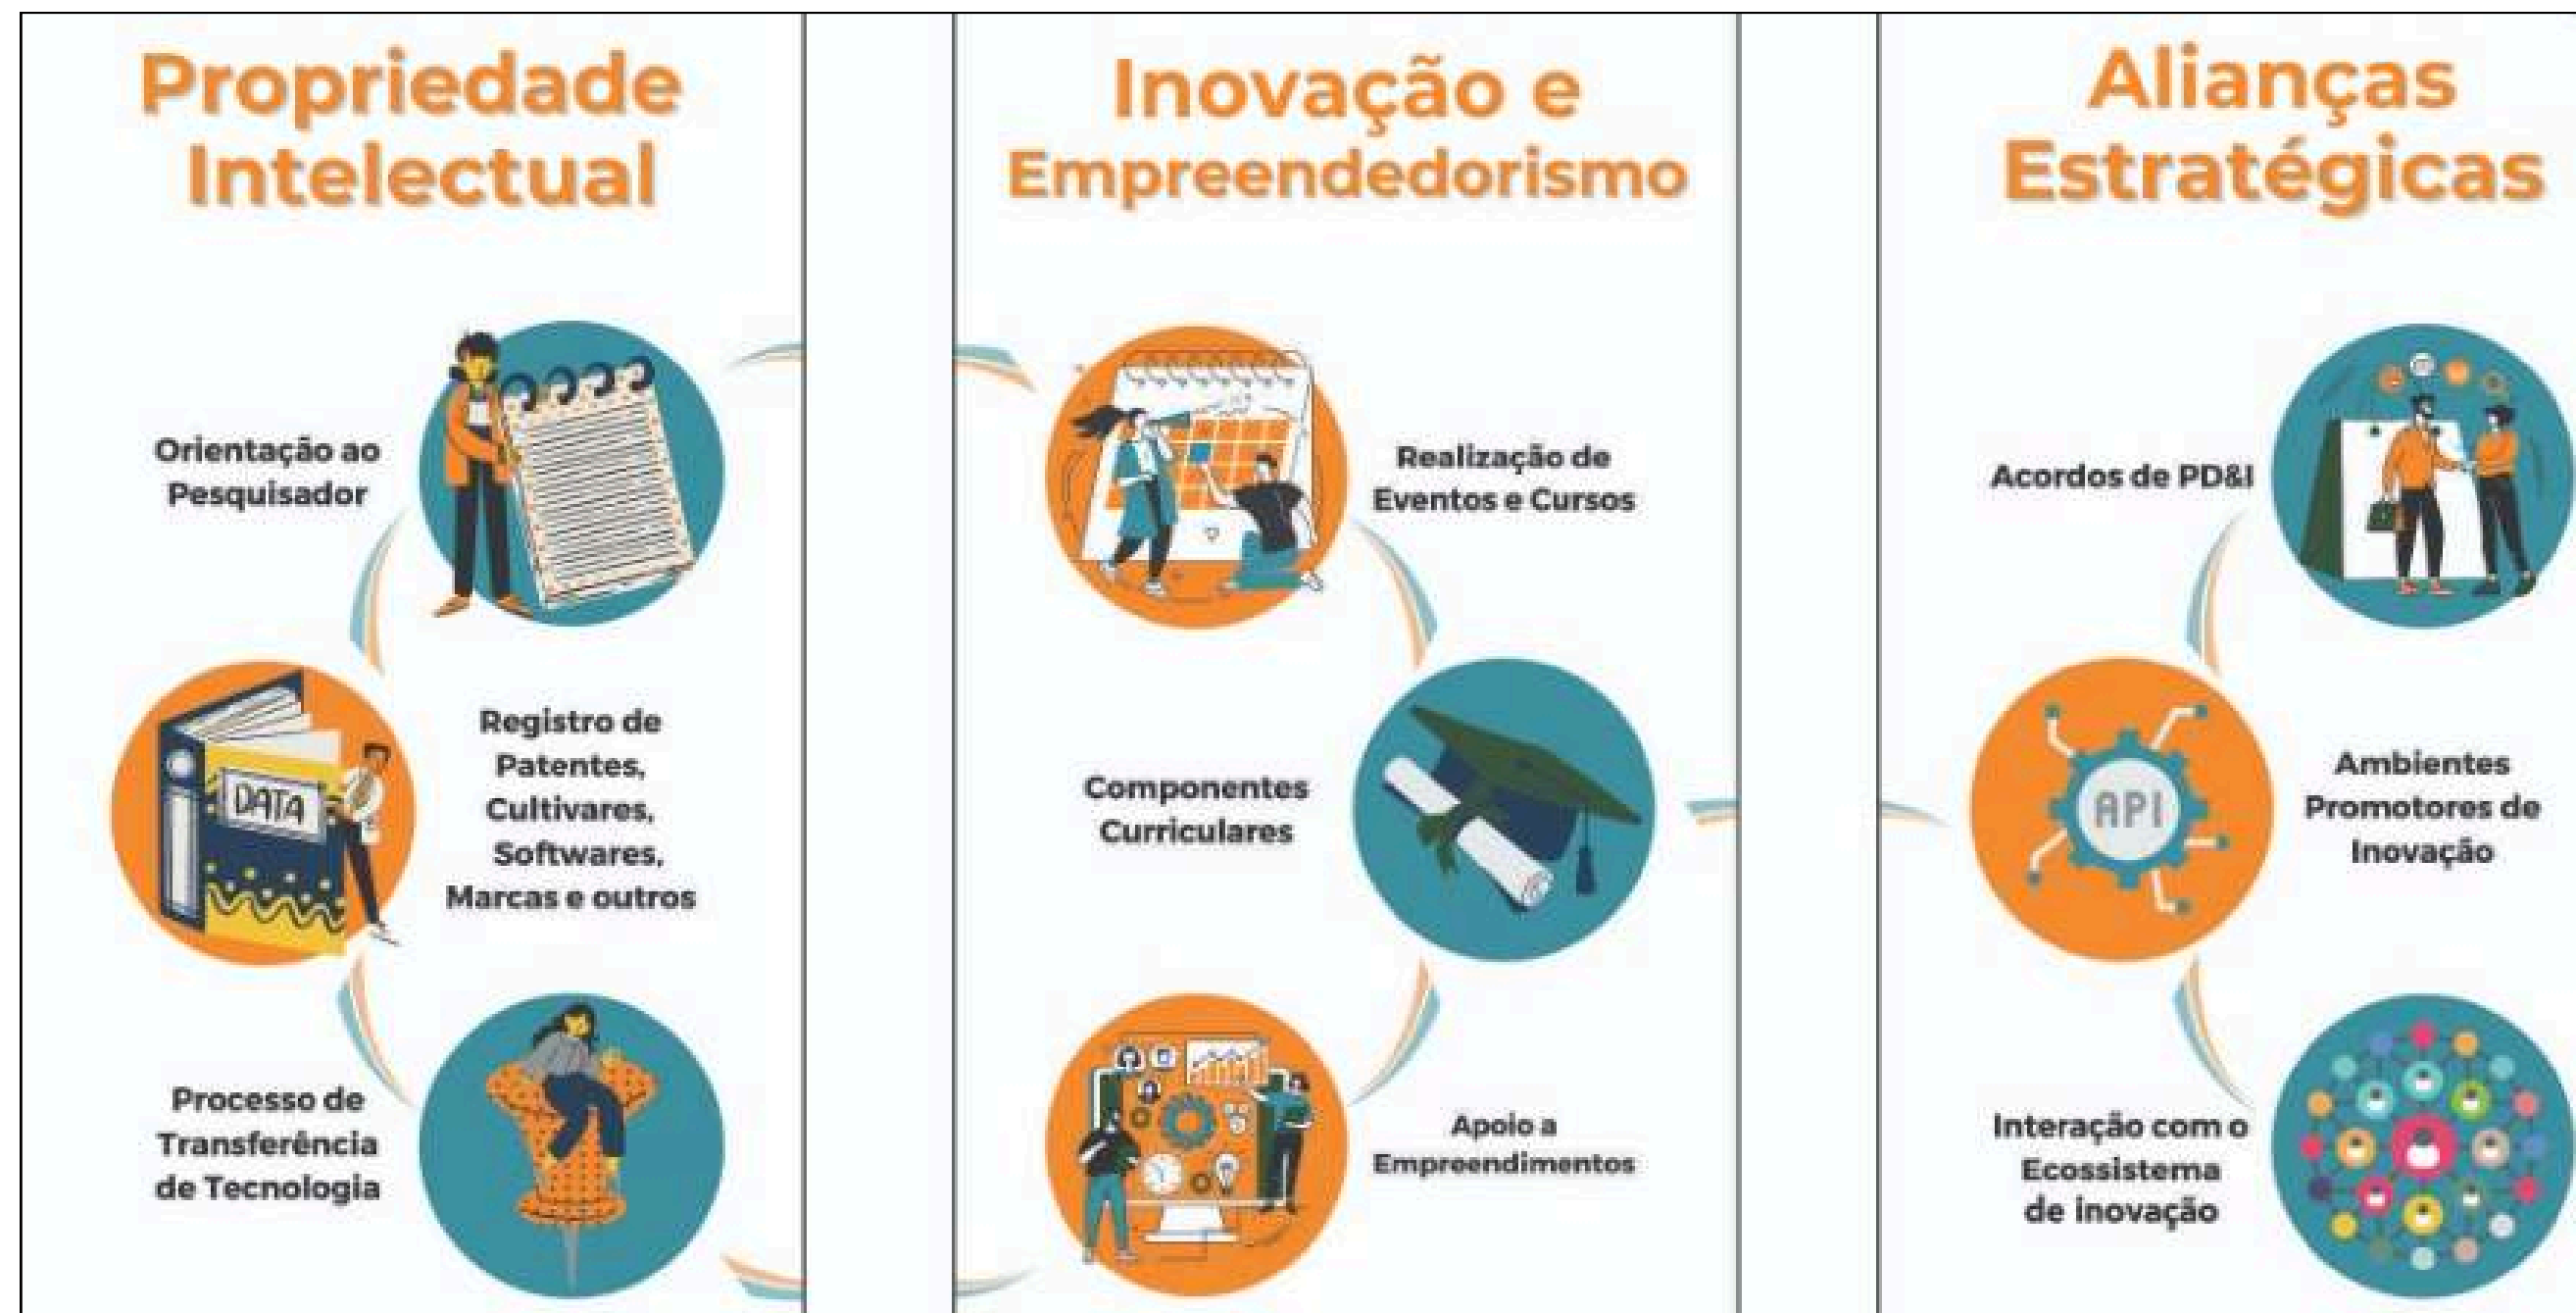 Propriedade
Intelectual
Orientação ao
Pesquisador
DATA
Registro de
Patentes,
Cultivares,
Softwares,
Marcas e outros
Processo de
Transferência
de Tecnologia
Inovação e
Empreendedorismo
Realização de
Eventos e Cursos
Componentes
Curriculares
Apoio a
Empreendimentos
Alianças
Estratégicas
Acordos de PD&I
API
Ambientes
Promotores de
Inovação
Interação com o
Ecossistema
de inovação